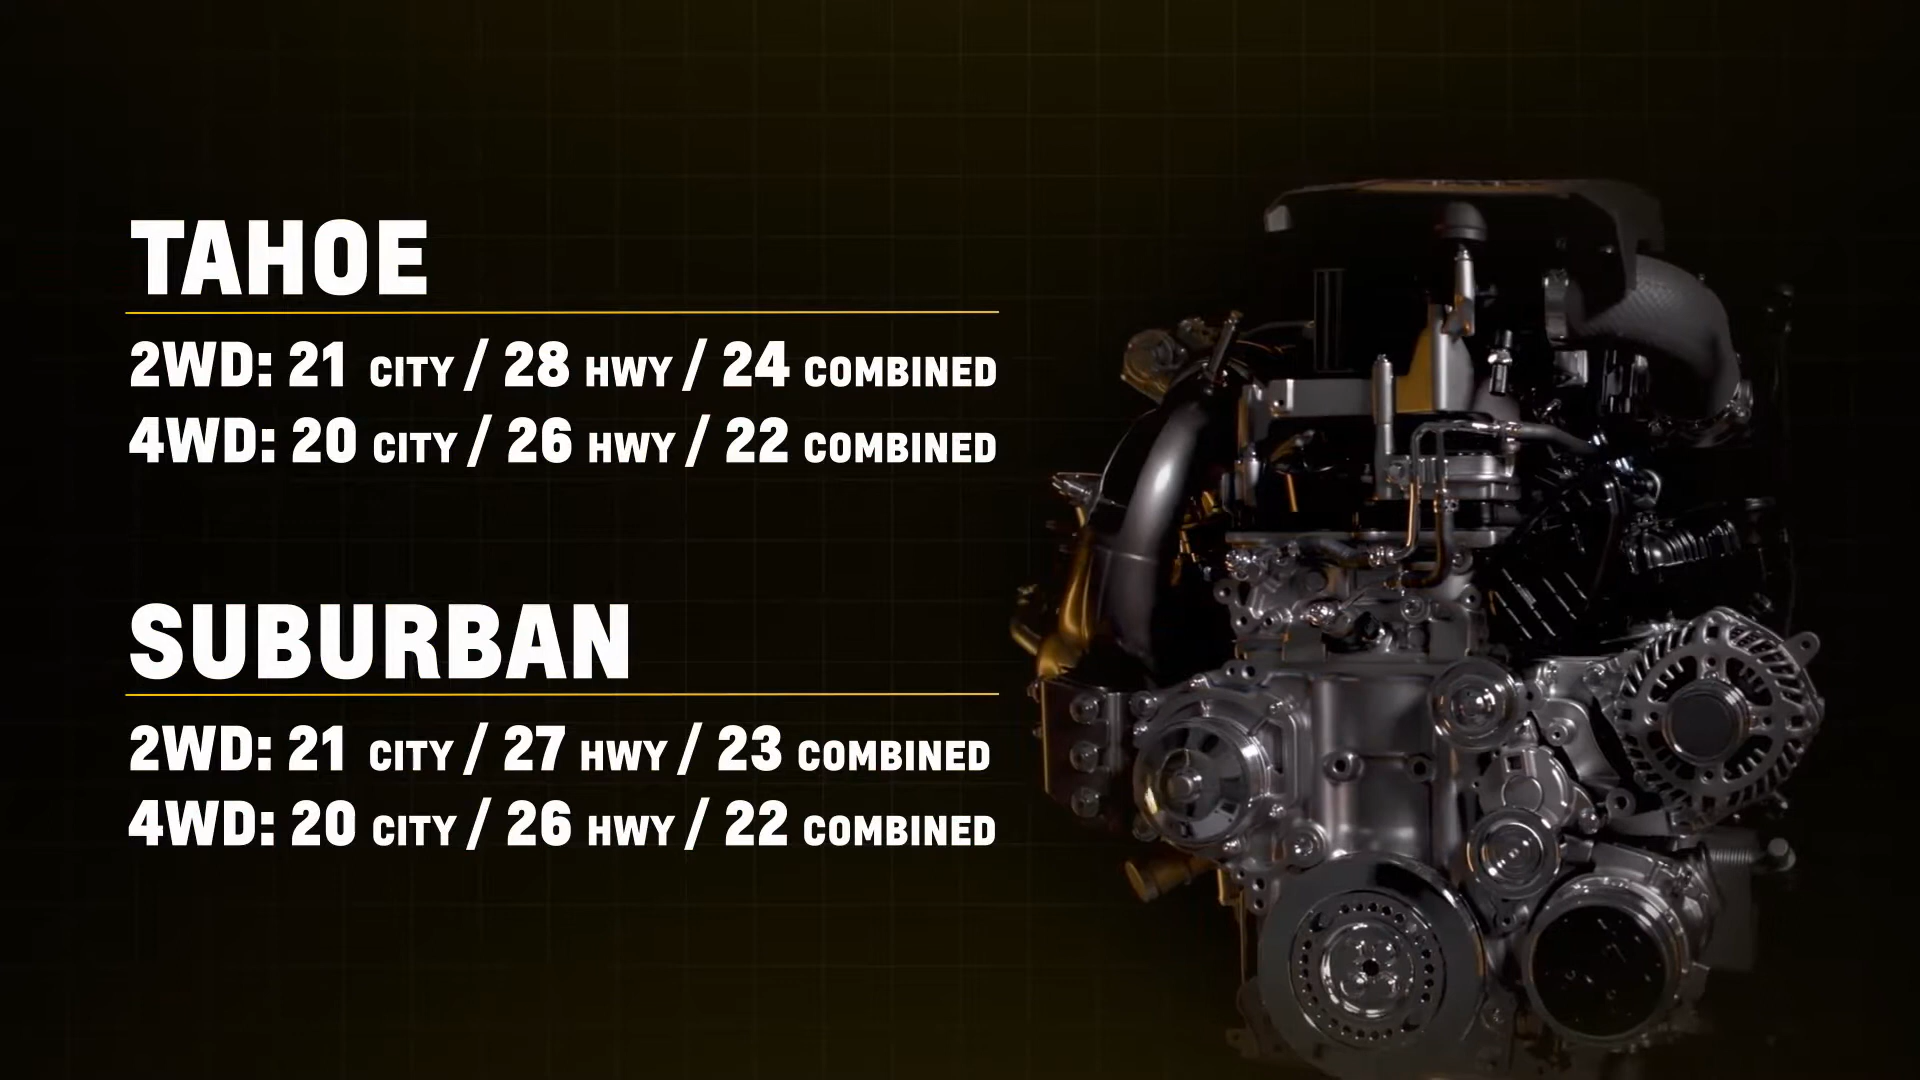 TAHOE
2WD: 21 CITY / 28 HWY / 24 COMBINED
4WD: 20 CITY / 26 HWY / 22 COMBINED
SUBURBAN
2WD: 21 CITY / 27 HWY / 23 COMBINED
4WD: 20 CITY / 26 HWY / 22 COMBINED